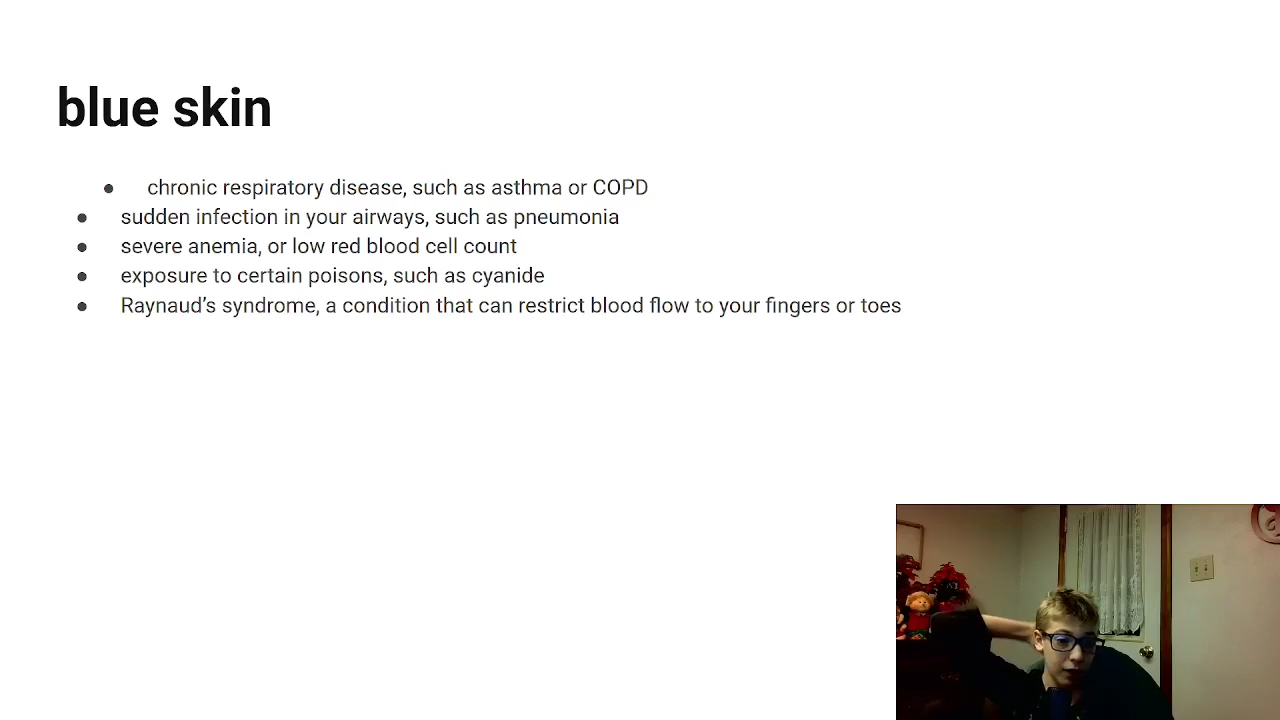 blue skin
● chronic respiratory disease, such as asthma or COPD
● sudden infection in your airways, such as pneumonia
● severe anemia, or low red blood cell count
● exposure to certain poisons, such as cyanide
● Raynaud’s syndrome, a condition that can restrict blood flow to your fingers or toes